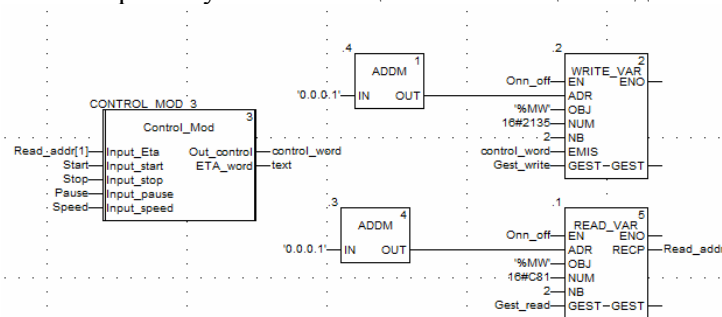 .4
1
ADDM
'0.0.0.1' IN OUT
.2
2
WRITE_VAR
Onn_off EN ENO
ADR
'%MW' OBJ
16#2135 NUM
2 NB
control_word EMIS
Gest_write GEST-GEST
CONTROL_MOD_3
3
Control_Mod
Read_addr[1] Input_Eta Out_control control_word
Start Input_start ETA_word text
Stop Input_stop
Pause Input_pause
Speed Input_speed
.3
4
ADDM
'0.0.0.1' IN OUT
.1
5
READ_VAR
Onn_off EN ENO
ADR RECP Read_addr
'%MW' OBJ
16#C81 NUM
2 NB
Gest_read GEST-GEST